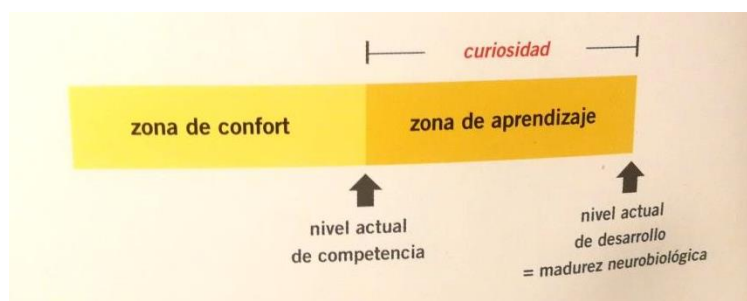 curiosidad
zona de confort
zona de aprendizaje
nivel actual
de competencia
nivel actual
de desarrollo
= madurez neurobiológica